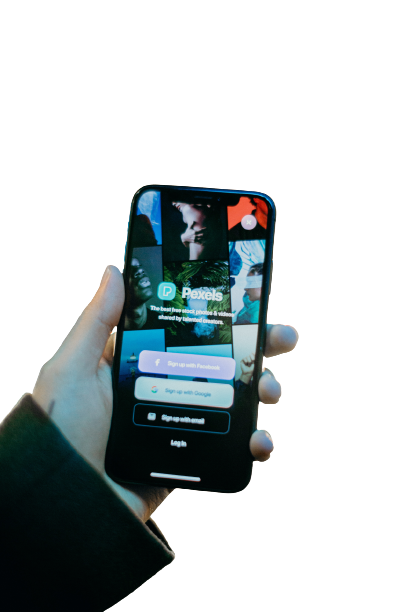 Pexels
The best free stock photos & videos
shared by talented creators.
Sign up with Facebook
Sign up with Google
Sign up with email
Log in